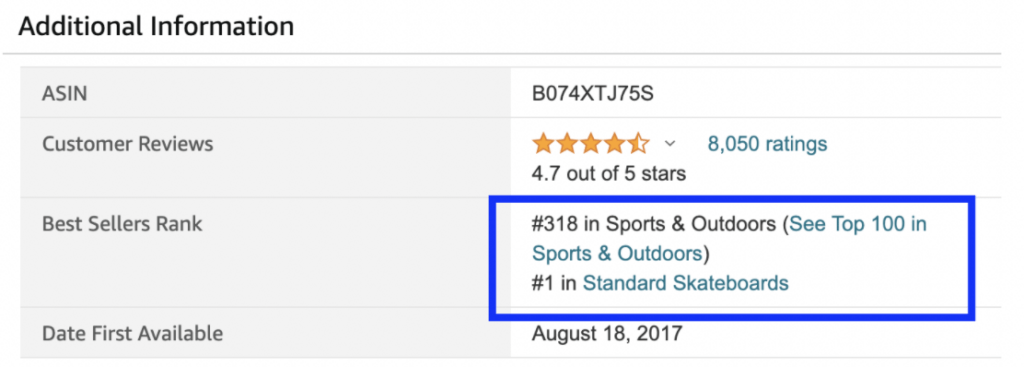 Additional Information
ASIN
B074XTJ75S
Customer Reviews
8,050 ratings
4.7 out of 5 stars
Best Sellers Rank
#318 in Sports & Outdoors (See Top 100 in
Sports & Outdoors)
#1 in Standard Skateboards
Date First Available
August 18, 2017